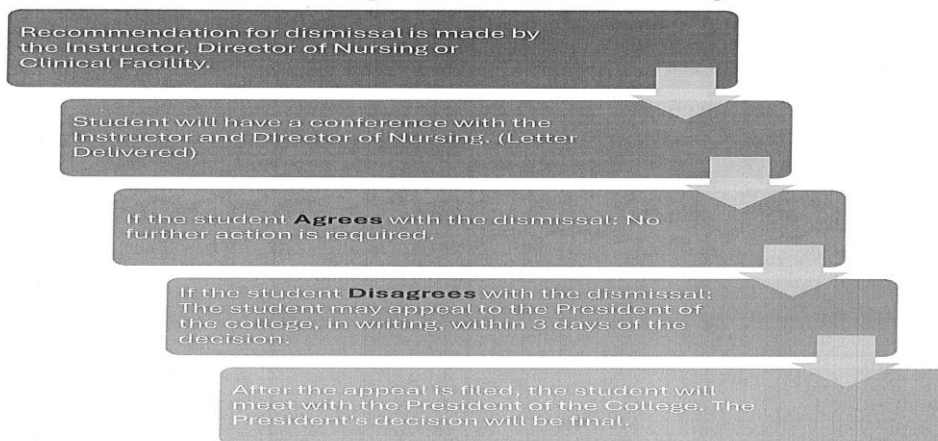 Recommendation for dismissal is made by
the Instructor, Director of Nursing or
Clinical Facility.
Student will have a conference with the
Instructor and Director of Nursing. (Letter
Delivered)
If the student Agrees with the dismissal: No
further action is required.
If the student Disagrees with the dismissal:
The student may appeal to the President of
the college, in writing, within 3 days of the
decision.
After the appeal is filed, the student will
meet with the President of the College. The
President's decision will be final.